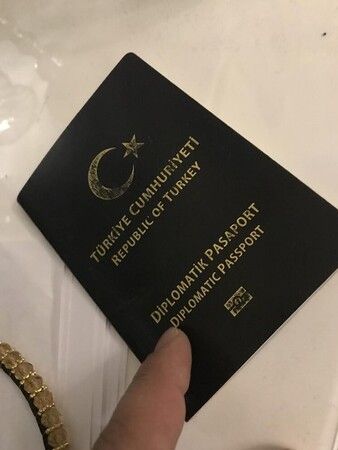 TÜRKİYE CUMHURİYETİ
REPUBLIC OF TURKEY
DİPLOMATİK PASAPORT
DIPLOMATIC PASSPORT